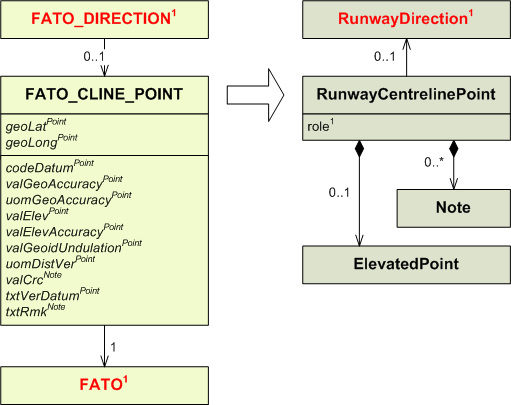 FATO_DIRECTION1
0..1
FATO_CLINE_POINT
geoLatPoint
geoLongPoint
codeDatumPoint
valGeoAccuracyPoint
uomGeoAccuracyPoint
valElevPoint
valElevAccuracyPoint
valGeoidUndulationPoint
uomDistVerPoint
valCrcNote
txtVerDatumPoint
txtRmkNote
1
FATO1
RunwayDirection1
0..1
RunwayCentrelinePoint
role1
0..1
0..*
Note
ElevatedPoint